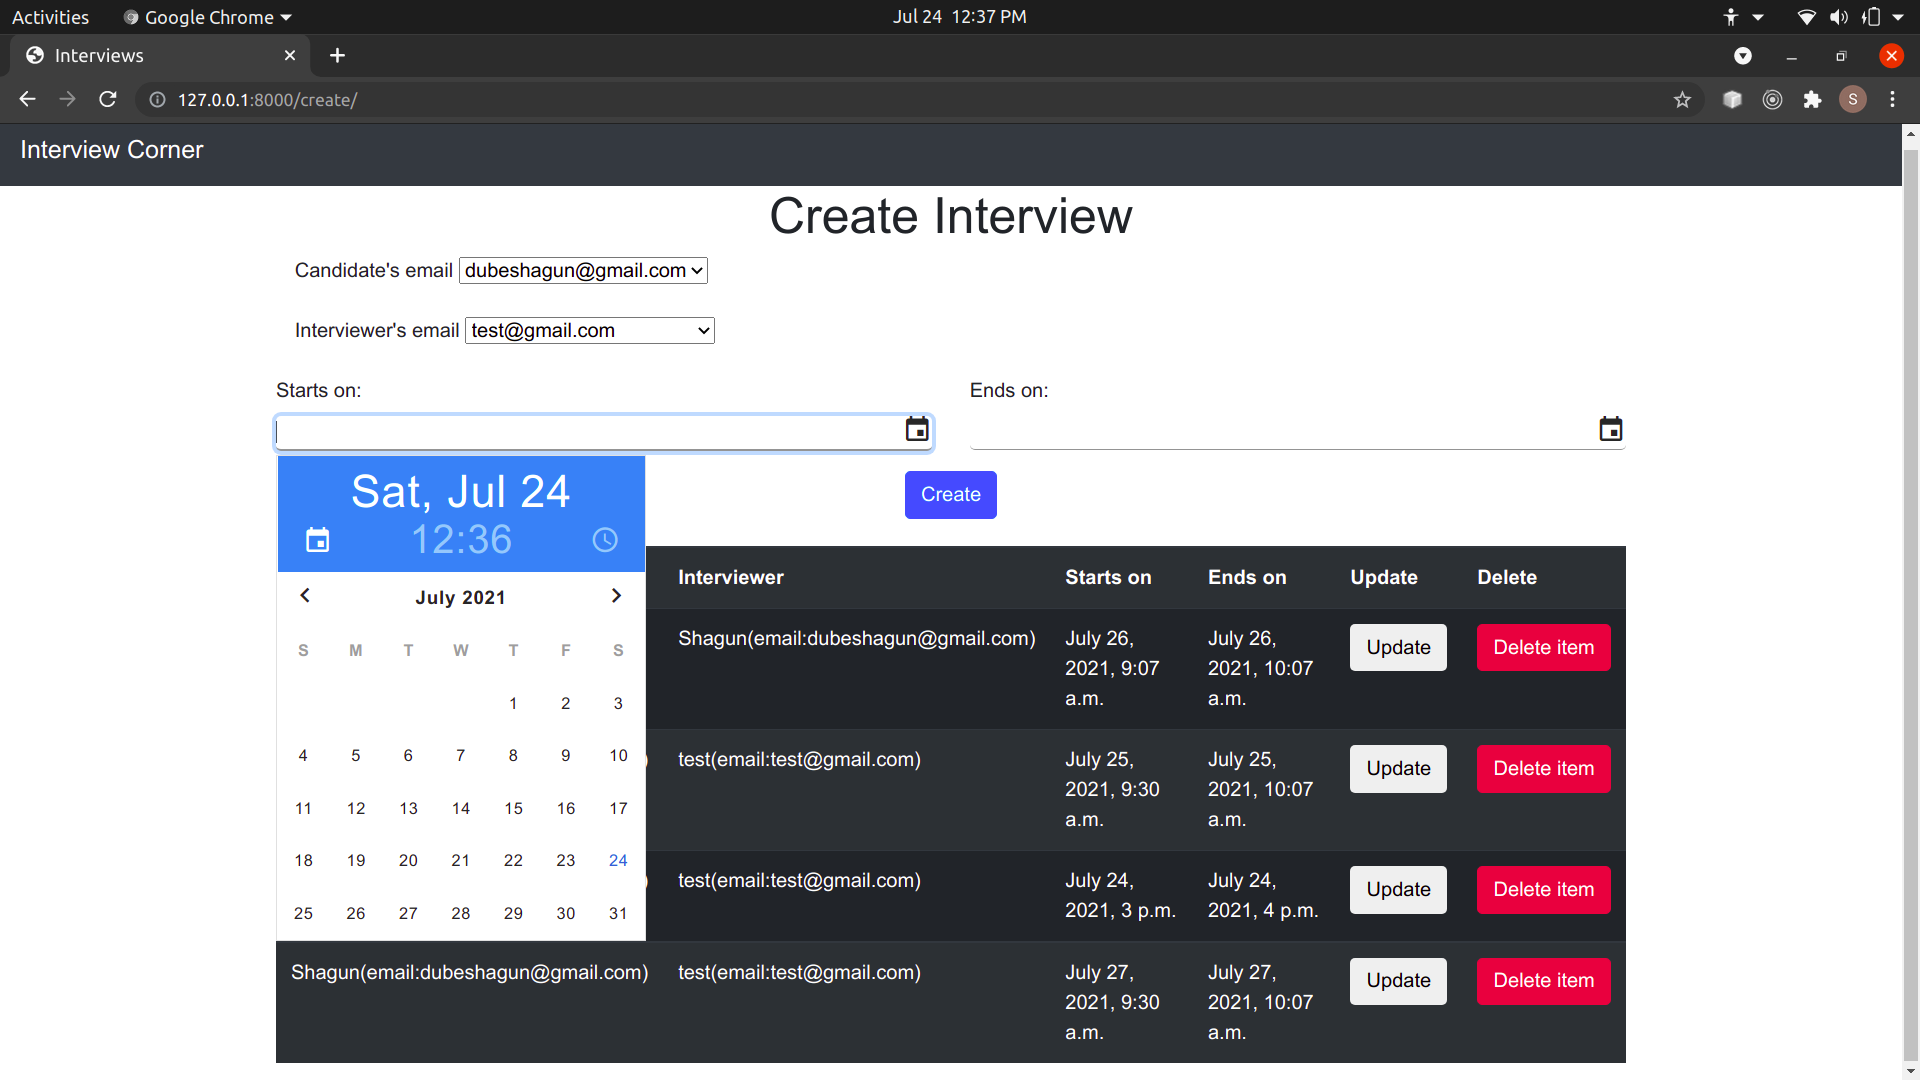 Activities Google Chrome Jul 24 12:37 PM
Interviews
127.0.0.1:8000/create/ S
Interview Corner
Create Interview
Candidate's email dubeshagun@gmail.com
Interviewer's email test@gmail.com
Starts on: Ends on:
Sat, Jul 24
12:36
Create
July 2021
S M T W T F S
1 2 3
4 5 6 7 8 9 10
11 12 13 14 15 16 17
18 19 20 21 22 23 24
25 26 27 28 29 30 31
Interviewer Starts on Ends on Update Delete
Shagun(email:dubeshagun@gmail.com) July 26, July 26, Update Delete item
2021, 9:07 2021, 10:07
a.m. a.m.
) test(email:test@gmail.com) July 25, July 25, Update Delete item
2021, 9:30 2021, 10:07
a.m. a.m.
) test(email:test@gmail.com) July 24, July 24, Update Delete item
2021, 3 p.m. 2021, 4 p.m.
Shagun(email:dubeshagun@gmail.com) test(email:test@gmail.com) July 27, July 27, Update Delete item
2021, 9:30 2021, 10:07
a.m. a.m.